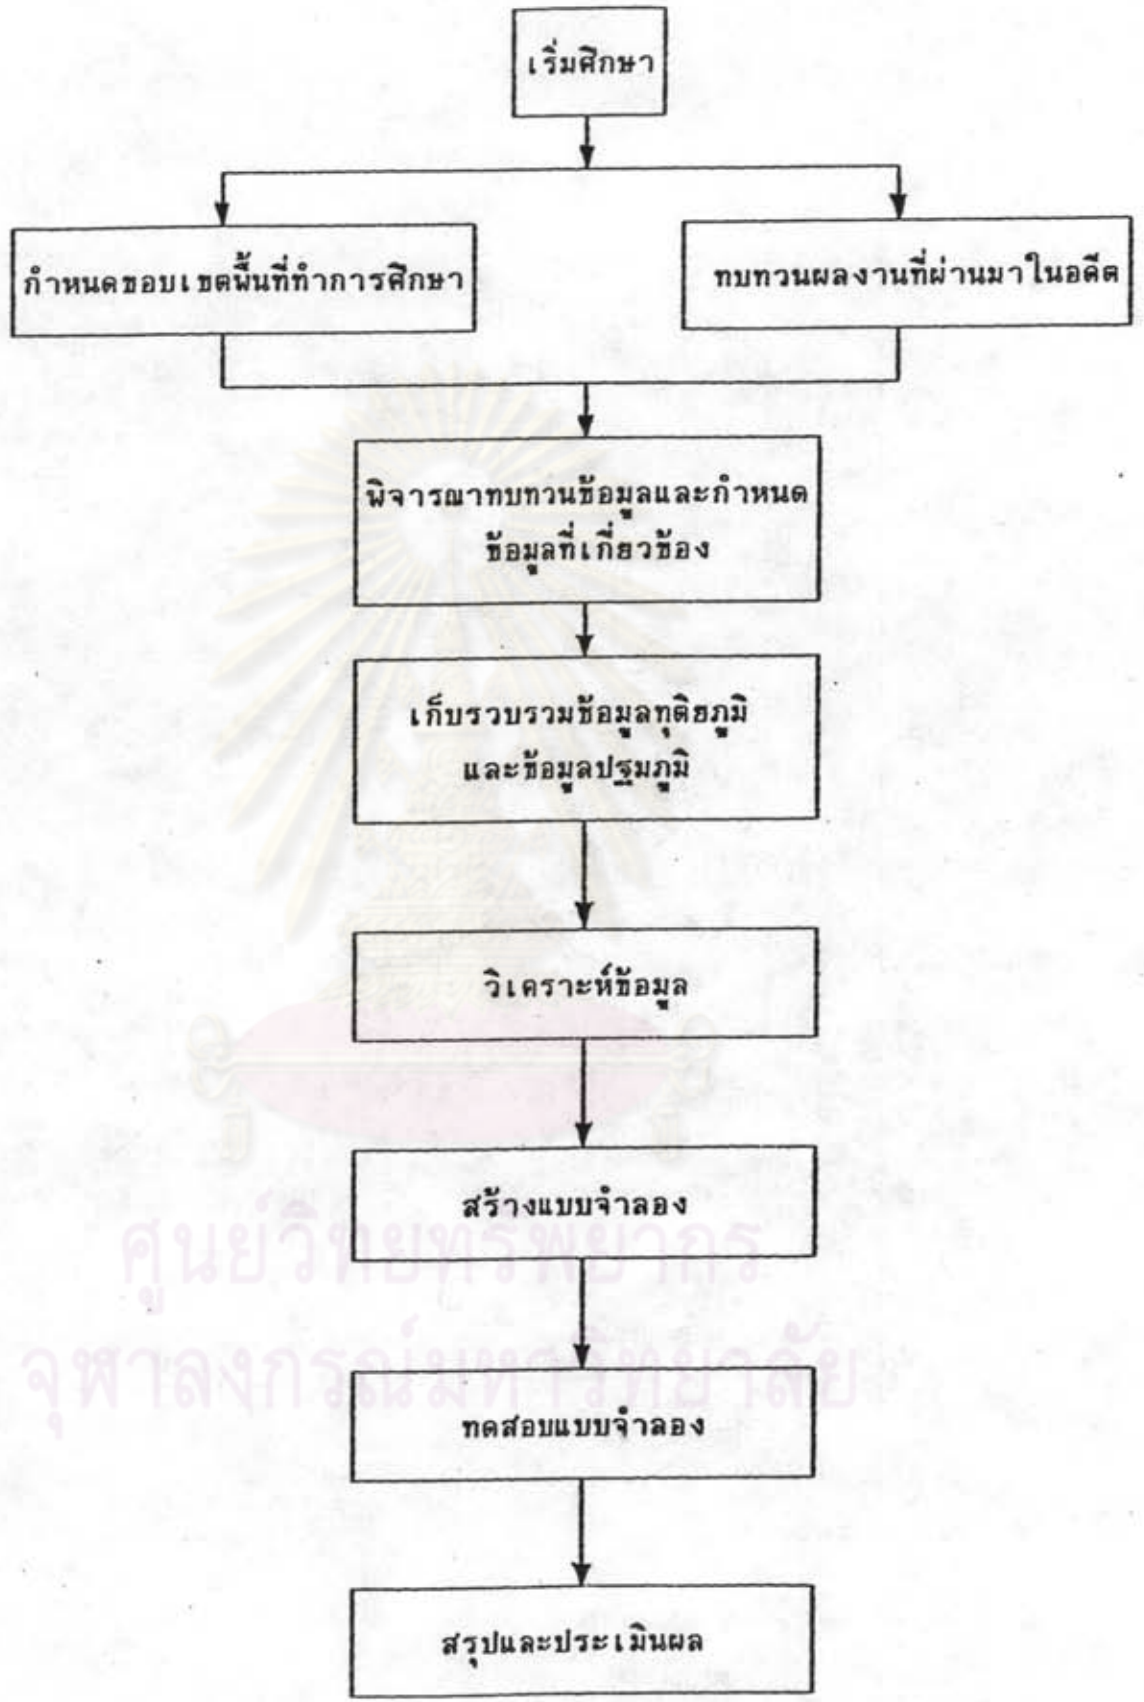 เริ่มศึกษา
กำหนดขอบเขตพื้นที่ทำการศึกษา
ทบทวนผลงานที่ผ่านมาในอดีต
พิจารณาทบทวนข้อมูลและกำหนด
ข้อมูลที่เกี่ยวข้อง
เก็บรวบรวมข้อมูลทุติยภูมิ
และข้อมูลปฐมภูมิ
วิเคราะห์ข้อมูล
สร้างแบบจำลอง
ศูนย์วิทยทรัพยากร
จุฬาลงกรณ์มหาวิทยาลัย
ทดสอบแบบจำลอง
สรุปและประเมินผล